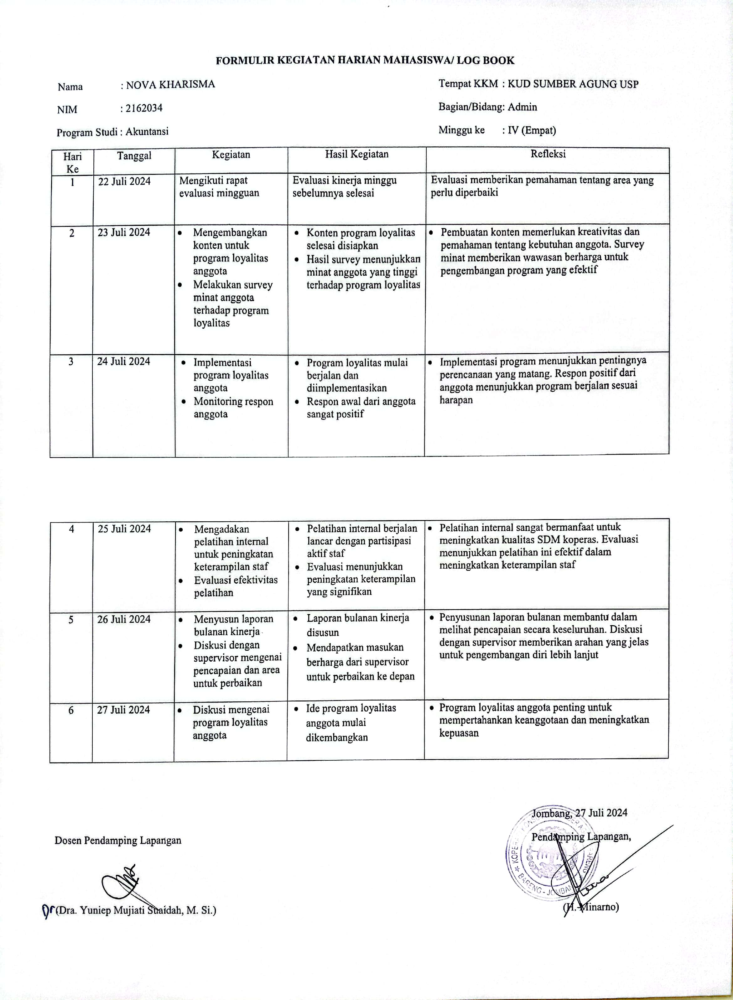 FORMULIR KEGIATAN HARIAN MAHASISWA/ LOG BOOK
Nama : NOVA KHARISMA
NIM : 2162034
Program Studi : Akuntansi
Tempat KKM : KUD SUMBER AGUNG USP
Bagian/Bidang: Admin
Minggu ke : IV (Empat)
Hari Ke
Tanggal
Kegiatan
Hasil Kegiatan
Refleksi
1
22 Juli 2024
Mengikuti rapat
evaluasi mingguan
Evaluasi kinerja minggu
sebelumnya selesai
Evaluasi memberikan pemahaman tentang area yang
perlu diperbaiki
2
23 Juli 2024
• Mengembangkan
konten untuk
program loyalitas
anggota
• Melakukan survey
minat anggota
terhadap program
loyalitas
• Konten program loyalitas
selesai disiapkan
• Hasil survey menunjukkan
minat anggota yang tinggi
terhadap program loyalitas
• Pembuatan konten memerlukan kreativitas dan
pemahaman tentang kebutuhan anggota. Survey
minat memberikan wawasan berharga untuk
pengembangan program yang efektif
3
24 Juli 2024
• Implementasi
program loyalitas
anggota
• Monitoring respon
anggota
• Program loyalitas mulai
berjalan dan
diimplementasikan
• Respon awal dari anggota
sangat positif
• Implementasi program menunjukkan pentingnya
perencanaan yang matang. Respon positif dari
anggota menunjukkan program berjalan sesuai
harapan
4
25 Juli 2024
• Mengadakan
pelatihan internal
untuk peningkatan
keterampilan staf
• Evaluasi efektivitas
pelatihan
• Pelatihan internal berjalan
lancar dengan partisipasi
aktif staf
• Evaluasi menunjukkan
peningkatan keterampilan
yang signifikan
• Pelatihan internal sangat bermanfaat untuk
meningkatkan kualitas SDM koperas. Evaluasi
menunjukkan pelatihan ini efektif dalam
meningkatkan keterampilan staf
5
26 Juli 2024
• Menyusun laporan
bulanan kinerja
• Diskusi dengan
supervisor mengenai
pencapaian dan area
untuk perbaikan
• Laporan bulanan kinerja
disusun
• Mendapatkan masukan
berharga dari supervisor
untuk perbaikan ke depan
• Penyusunan laporan bulanan membantu dalam
melihat pencapaian secara keseluruhan. Diskusi
dengan supervisor memberikan arahan yang jelas
untuk pengembangan diri lebih lanjut
6
27 Juli 2024
• Diskusi mengenai
program loyalitas
anggota
• Ide program loyalitas
anggota mulai
dikembangkan
• Program loyalitas anggota penting untuk
mempertahankan keanggotaan dan meningkatkan
kepuasan
Jombang, 27 Juli 2024
Dosen Pendamping Lapangan
Pendamping Lapangan,
BARENG - JOMBANG
Dr (Dra. Yuniep Mujiati Suaidah, M. Si.)
(H. Minarno)